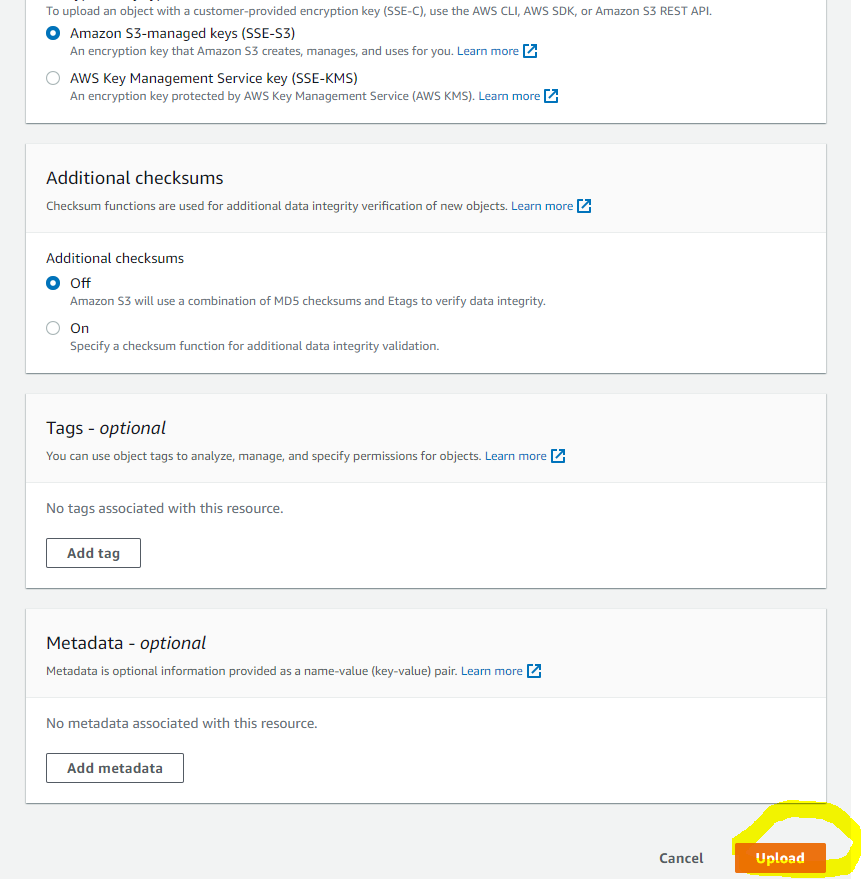 To upload an object with a customer-provided encryption key (SSE-C), use the AWS CLI, AWS SDK, or Amazon S3 REST API.
Amazon S3-managed keys (SSE-S3)
An encryption key that Amazon S3 creates, manages, and uses for you. Learn more
AWS Key Management Service key (SSE-KMS)
An encryption key protected by AWS Key Management Service (AWS KMS). Learn more
Additional checksums
Checksum functions are used for additional data integrity verification of new objects. Learn more
Additional checksums
Off
Amazon S3 will use a combination of MD5 checksums and Etags to verify data integrity.
On
Specify a checksum function for additional data integrity validation.
Tags - optional
You can use object tags to analyze, manage, and specify permissions for objects. Learn more
No tags associated with this resource.
Add tag
Metadata - optional
Metadata is optional information provided as a name-value (key-value) pair. Learn more
No metadata associated with this resource.
Add metadata
Cancel Upload